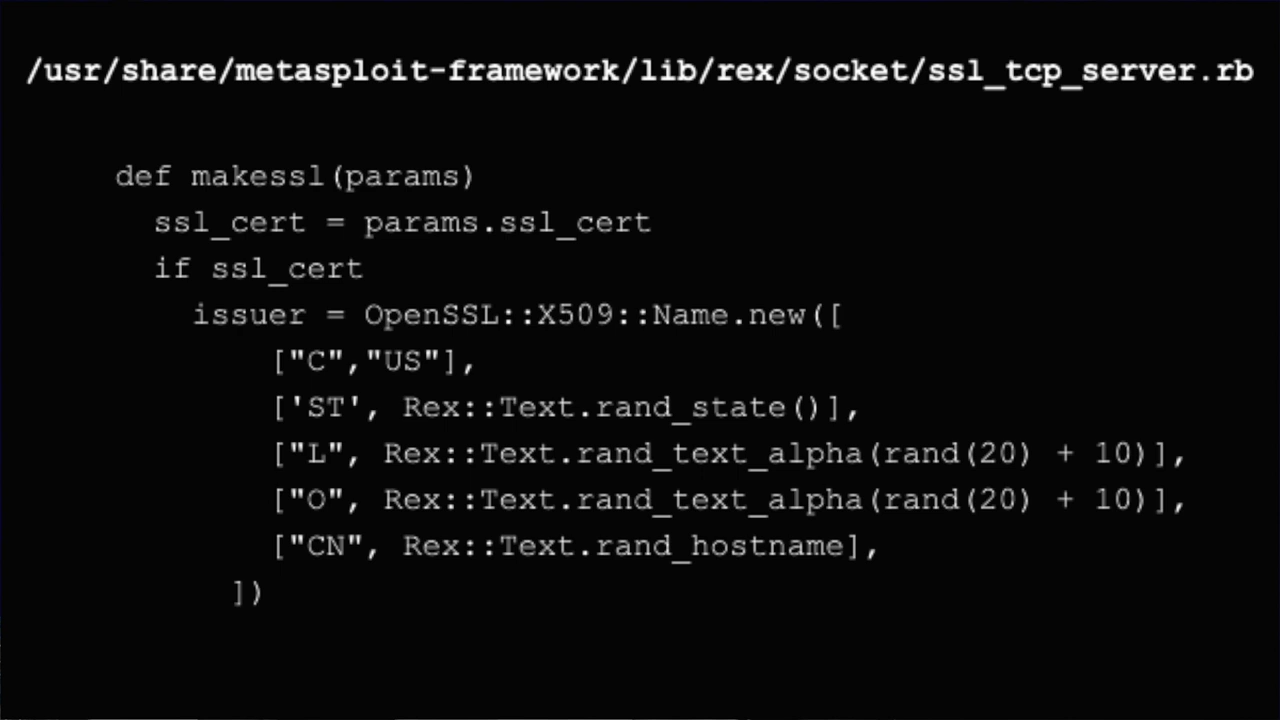 /usr/share/metasploit-framework/lib/rex/socket/ssl_tcp_server.rb
def makessl(params)
ssl_cert = params.ssl_cert
if ssl_cert
issuer = OpenSSL::X509::Name.new([
["C","US"],
['ST', Rex::Text.rand_state()],
["L", Rex::Text.rand_text_alpha(rand(20) + 10)],
["O", Rex::Text.rand_text_alpha(rand(20) + 10)],
["CN", Rex::Text.rand_hostname],
])